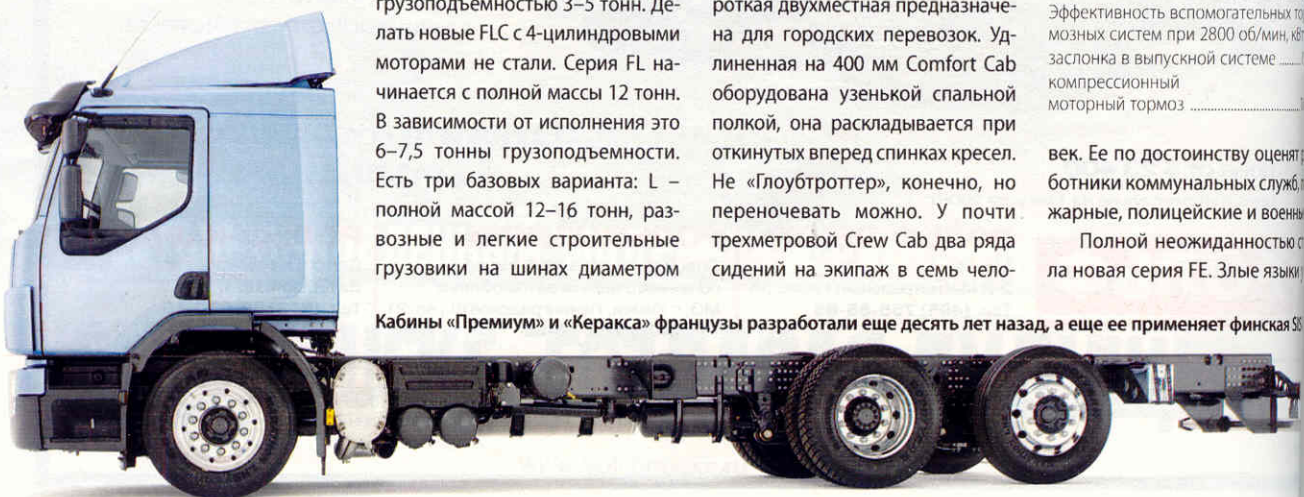 грузоподъемностью 3–5 тонн. Де-
лать новые FLC с 4-цилиндровыми
моторами не стали. Серия FL на-
чинается с полной массы 12 тонн.
В зависимости от исполнения это
6–7,5 тонны грузоподъемности.
Есть три базовых варианта: L –
полной массой 12–16 тонн, раз-
возные и легкие строительные
грузовики на шинах диаметром
роткая двухместная предназначе-
на для городских перевозок. Уд-
линенная на 400 мм Comfort Cab
оборудована узенькой спальной
полкой, она раскладывается при
откинутых вперед спинках кресел.
Не «Глоубтроттер», конечно, но
переночевать можно. У почти
трехметровой Crew Cab два ряда
сидений на экипаж в семь чело-
Эффективность вспомогательных то
мозных систем при 2800 об/мин, кВт
заслонка в выпускной системе
компрессионный
моторный тормоз
век. Ее по достоинству оценят р
ботники коммунальных служб,
жарные, полицейские и военн
Полной неожиданностью с
ла новая серия FE. Злые языки
Кабины «Премиум» и «Керакса» французы разработали еще десять лет назад, а еще ее применяет финская SIS